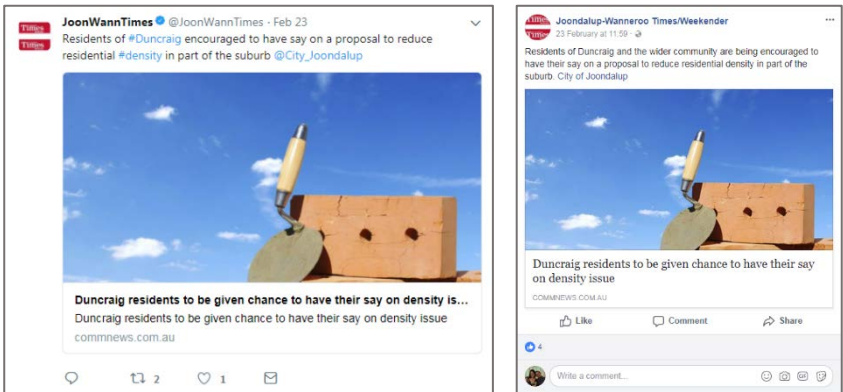 JoonWannTimes @JoonWannTimes · Feb 23
Times
Times
Residents of #Duncraig encouraged to have say on a proposal to reduce
residential #density in part of the suburb @City_Joondalup
Duncraig residents to be given chance to have their say on density is...
Duncraig residents to be given chance to have their say on density issue
commnews.com.au
2
1
Times
Times
Joondalup-Wanneroo Times/Weekender
23 February at 11:59 ·
Residents of Duncraig and the wider community are being encouraged to
have their say on a proposal to reduce residential density in part of the
suburb. City of Joondalup
Duncraig residents to be given chance to have their say
on density issue
COMMNEWS.COM.AU
Like Comment Share
4
Write a comment...
GIF